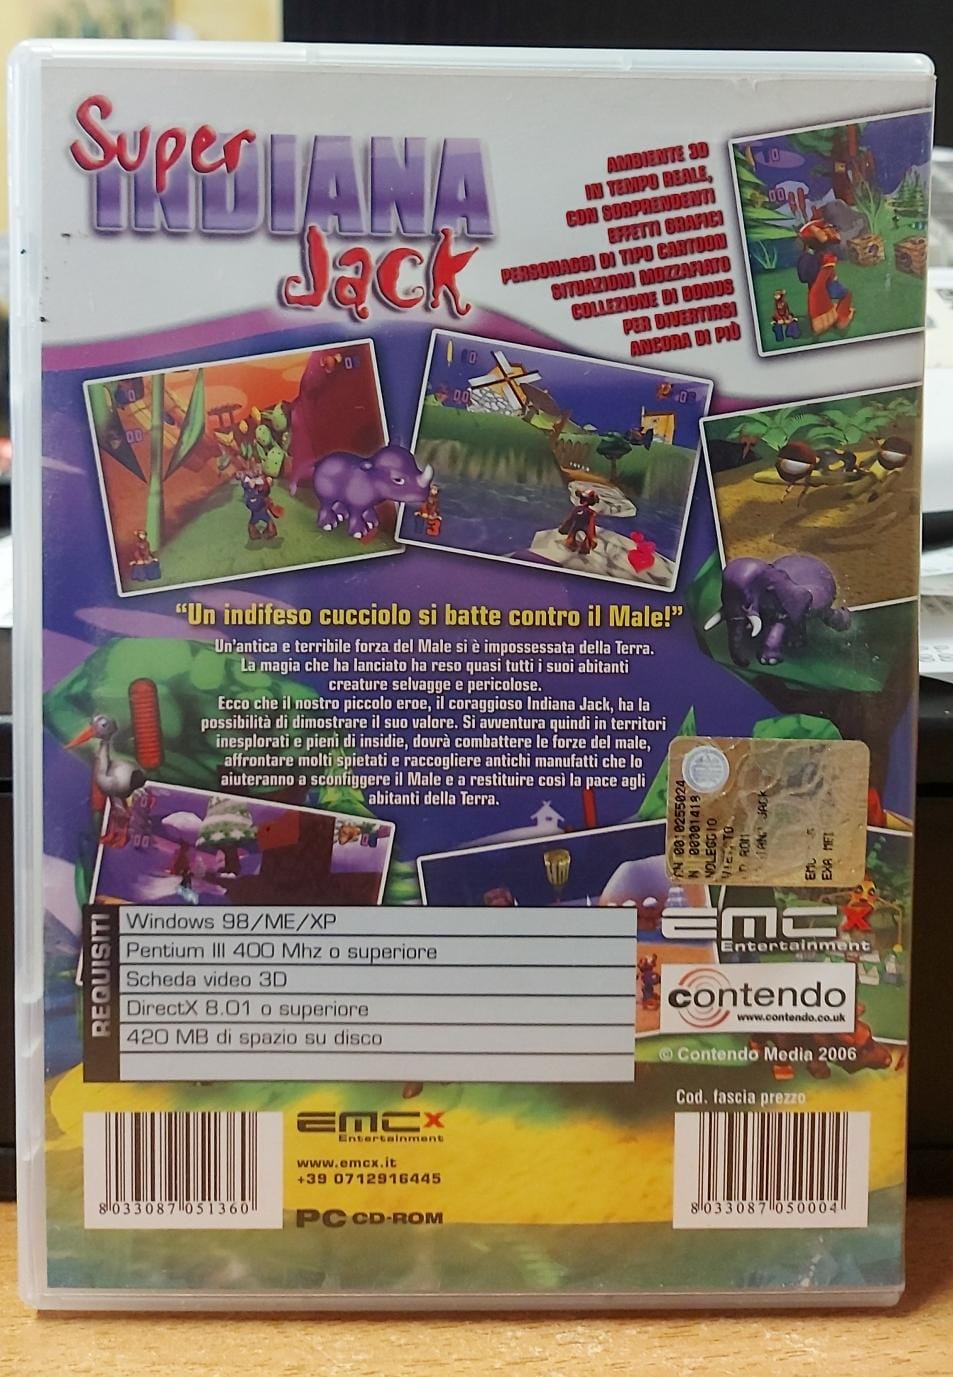 Super
INDIANA
Jack
AMBIENTE 3D
IN TEMPO REALE,
CON SORPRENDENTI
EFFETTI GRAFICI
PERSONAGGI DI TIPO CARTOON
SITUAZIONI MOZZAFIATO
COLLEZIONE DI BONUS
PER DIVERTIRSI
ANCORA DI PIÙ
“Un indifeso cucciolo si batte contro il Male!”
Un'antica e terribile forza del Male si è impossessata della Terra.
La magia che ha lanciato ha reso quasi tutti i suoi abitanti
creature selvagge e pericolose.
Ecco che il nostro piccolo eroe, il coraggioso Indiana Jack, ha la
possibilità di dimostrare il suo valore. Si avventura quindi in territori
inesplorati e pieni di insidie, dovrà combattere le forze del male,
affrontare molti spietati e raccogliere antichi manufatti che lo
aiuteranno a sconfiggere il Male e a restituire così la pace agli
abitanti della Terra.
NOLEGGIO
JACK
REQUISITI
Windows 98/ME/XP
Pentium III 400 Mhz o superiore
Scheda video 3D
DirectX 8.01 o superiore
420 MB di spazio su disco
EMCx
Entertainment
contendo
www.contendo.co.uk
© Contendo Media 2006
Cod. fascia prezzo
8 033087 051360
EMCx
Entertainment
www.emcx.it
+39 0712916445
PC CD-ROM
8 033087 050004